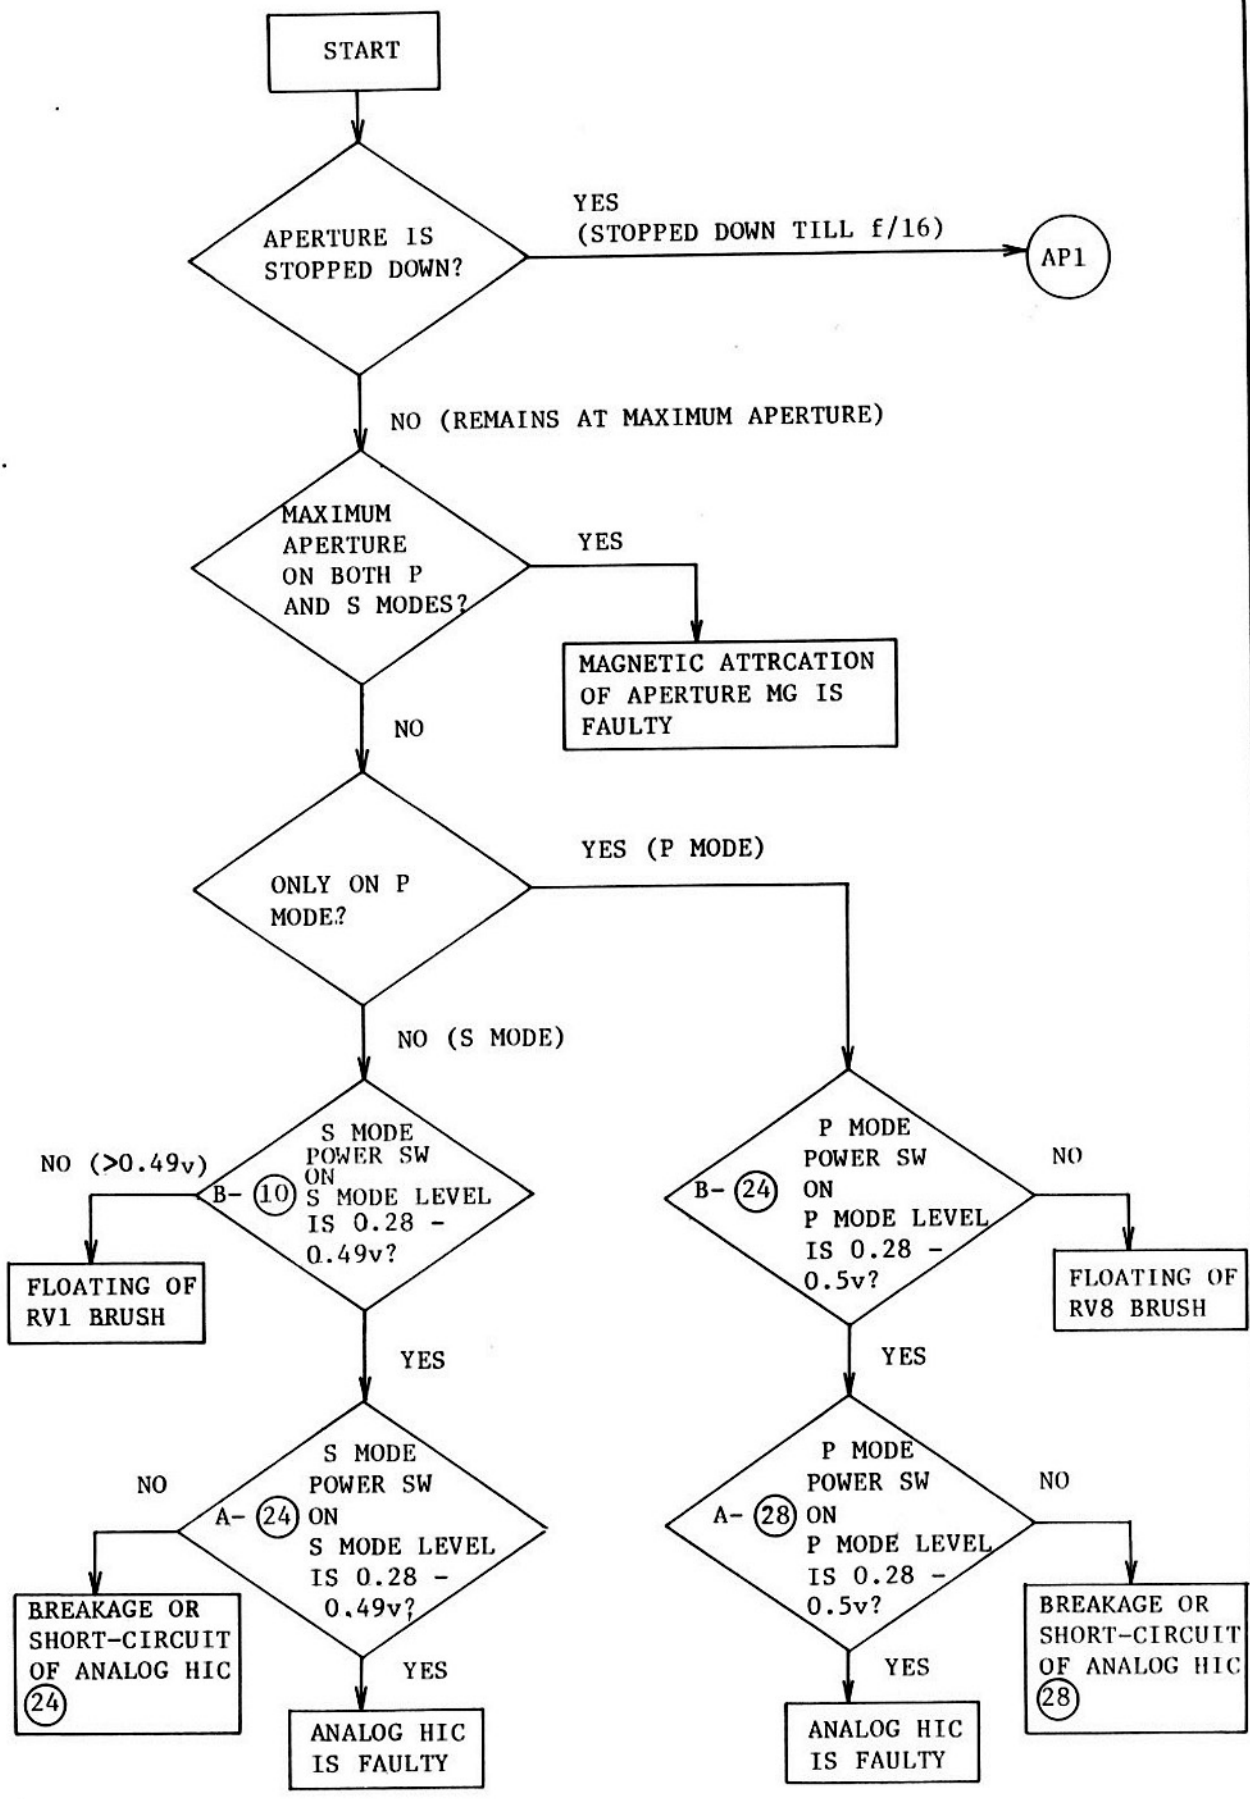 START
APERTURE IS
STOPPED DOWN?
YES
(STOPPED DOWN TILL f/16)
AP1
NO (REMAINS AT MAXIMUM APERTURE)
MAXIMUM
APERTURE
ON BOTH P
AND S MODES?
YES
MAGNETIC ATTRCATION
OF APERTURE MG IS
FAULTY
NO
ONLY ON P
MODE?
YES (P MODE)
NO (S MODE)
S MODE
POWER SW
ON
B- 10 S MODE LEVEL
IS 0.28 -
0.49v?
NO (>0.49v)
FLOATING OF
RV1 BRUSH
P MODE
POWER SW
B- 24 ON
P MODE LEVEL
IS 0.28 -
0.5v?
NO
FLOATING OF
RV8 BRUSH
YES
YES
S MODE
POWER SW
A- 24 ON
S MODE LEVEL
IS 0.28 -
0.49v?
NO
BREAKAGE OR
SHORT-CIRCUIT
OF ANALOG HIC
24
YES
ANALOG HIC
IS FAULTY
P MODE
POWER SW
A- 28 ON
P MODE LEVEL
IS 0.28 -
0.5v?
NO
BREAKAGE OR
SHORT-CIRCUIT
OF ANALOG HIC
28
YES
ANALOG HIC
IS FAULTY